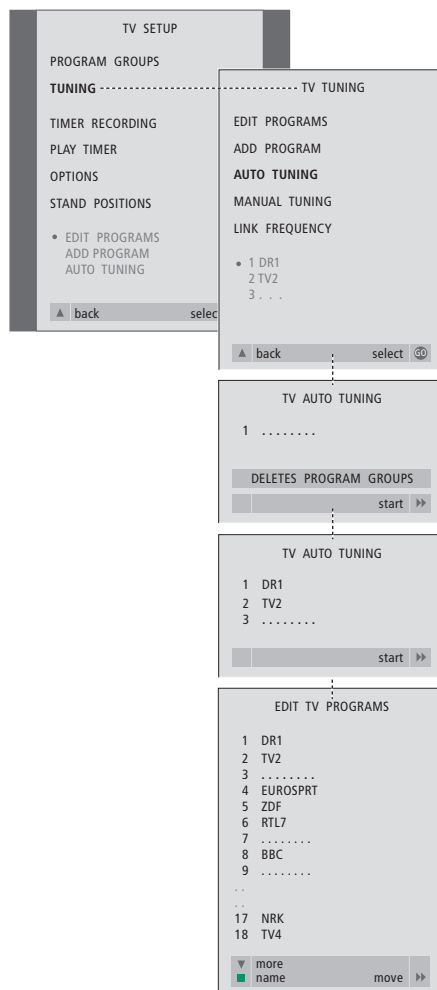 TV SETUP
PROGRAM GROUPS
TUNING
TIMER RECORDING
PLAY TIMER
OPTIONS
STAND POSITIONS
• EDIT PROGRAMS
ADD PROGRAM
AUTO TUNING
▲ back selec
TV TUNING
EDIT PROGRAMS
ADD PROGRAM
AUTO TUNING
MANUAL TUNING
LINK FREQUENCY
• 1 DR1
2 TV2
3 . . .
▲ back select GO
TV AUTO TUNING
1 . . . . . . . .
DELETES PROGRAM GROUPS
start
TV AUTO TUNING
1 DR1
2 TV2
3 . . . . . . . .
start
EDIT TV PROGRAMS
1 DR1
2 TV2
3 . . . . . . . .
4 EUROSPRT
5 ZDF
6 RTL7
7 . . . . . . . .
8 BBC
9 . . . . . . . .
. .
. .
17 NRK
18 TV4
▼ more
■ name move